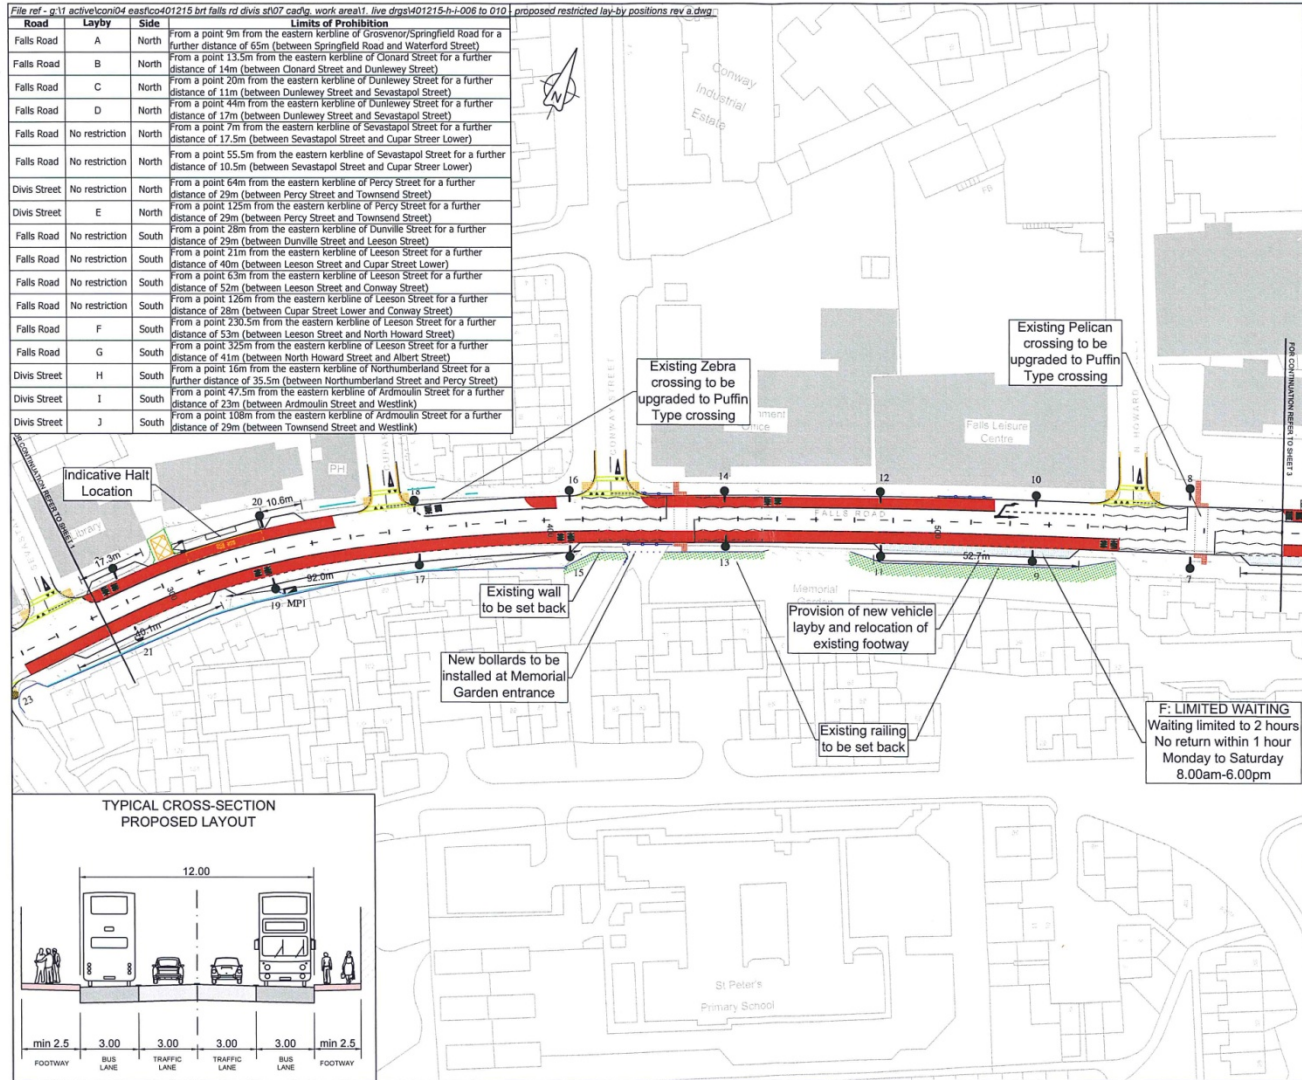 File ref - g:\1 active\coni04 east\co401215 brt falls rd divis st\07 cad\g. work area\1. live drgs\401215-h-i-006 to 010 - proposed restricted lay-by positions rev a.dwg
Road Layby Side Limits of Prohibition
Falls Road A North From a point 9m from the eastern kerbline of Grosvenor/Springfield Road for a
further distance of 65m (between Springfield Road and Waterford Street)
Falls Road B North From a point 13.5m from the eastern kerbline of Clonard Street for a further
distance of 14m (between Clonard Street and Dunlewey Street)
Falls Road C North From a point 20m from the eastern kerbline of Dunlewey Street for a further
distance of 11m (between Dunlewey Street and Sevastapol Street)
Falls Road D North From a point 44m from the eastern kerbline of Dunlewey Street for a further
distance of 17m (between Dunlewey Street and Sevastapol Street)
Falls Road No restriction North From a point 7m from the eastern kerbline of Sevastapol Street for a further
distance of 17.5m (between Sevastapol Street and Cupar Streer Lower)
Falls Road No restriction North From a point 55.5m from the eastern kerbline of Sevastapol Street for a further
distance of 10.5m (between Sevastapol Street and Cupar Streer Lower)
Divis Street No restriction North From a point 64m from the eastern kerbline of Percy Street for a further
distance of 29m (between Percy Street and Townsend Street)
Divis Street E North From a point 125m from the eastern kerbline of Percy Street for a further
distance of 29m (between Percy Street and Townsend Street)
Falls Road No restriction South From a point 28m from the eastern kerbline of Dunville Street for a further
distance of 29m (between Dunville Street and Leeson Street)
Falls Road No restriction South From a point 21m from the eastern kerbline of Leeson Street for a further
distance of 40m (between Leeson Street and Cupar Street Lower)
Falls Road No restriction South From a point 63m from the eastern kerbline of Leeson Street for a further
distance of 52m (between Leeson Street and Conway Street)
Falls Road No restriction South From a point 126m from the eastern kerbline of Leeson Street for a further
distance of 28m (between Cupar Street Lower and Conway Street)
Falls Road F South From a point 230.5m from the eastern kerbline of Leeson Street for a further
distance of 53m (between Leeson Street and North Howard Street)
Falls Road G South From a point 325m from the eastern kerbline of Leeson Street for a further
distance of 41m (between North Howard Street and Albert Street)
Divis Street H South From a point 16m from the eastern kerbline of Northumberland Street for a
further distance of 35.5m (between Northumberland Street and Percy Street)
Divis Street I South From a point 47.5m from the eastern kerbline of Ardmoulin Street for a further
distance of 23m (between Ardmoulin Street and Westlink)
Divis Street J South From a point 108m from the eastern kerbline of Ardmoulin Street for a further
distance of 29m (between Townsend Street and Westlink)
N
Conway
Industrial
Estate
FB
Existing Pelican
crossing to be
upgraded to Puffin
Type crossing
FOR CONTINUATION REFER TO SHEET 3
Existing Zebra
crossing to be
upgraded to Puffin
Type crossing
CONWAY STREET
N HOWARD
Office
Falls Leisure
Centre
PH
FOR CONTINUATION REFER TO SHEET 1
Indicative Halt
Location
Library
20
10.6m
18
16
14
12
10
8
FALLS ROAD
400
500
17.3m
300
92.0m
19
MP1
17
15
13
11
52.7m
9
7
40.1m
21
23
Existing wall
to be set back
Memorial
Provision of new vehicle
layby and relocation of
existing footway
New bollards to be
installed at Memorial
Garden entrance
Existing railing
to be set back
F: LIMITED WAITING
Waiting limited to 2 hours
No return within 1 hour
Monday to Saturday
8.00am-6.00pm
TYPICAL CROSS-SECTION
PROPOSED LAYOUT
12.00
min 2.5 3.00 3.00 3.00 3.00 min 2.5
FOOTWAY BUS LANE TRAFFIC LANE TRAFFIC LANE BUS LANE FOOTWAY
St Peter's
Primary School